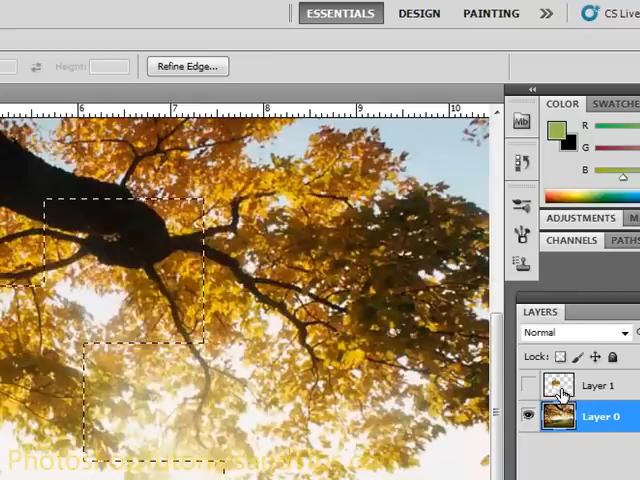 ESSENTIALS DESIGN PAINTING CS Live
Height: Refine Edge...
6 7 8 9 10
COLOR SWATCHES
Mb
R
G
B
ADJUSTMENTS M
CHANNELS PATHS
LAYERS
Normal
Lock:
Layer 1
Layer 0